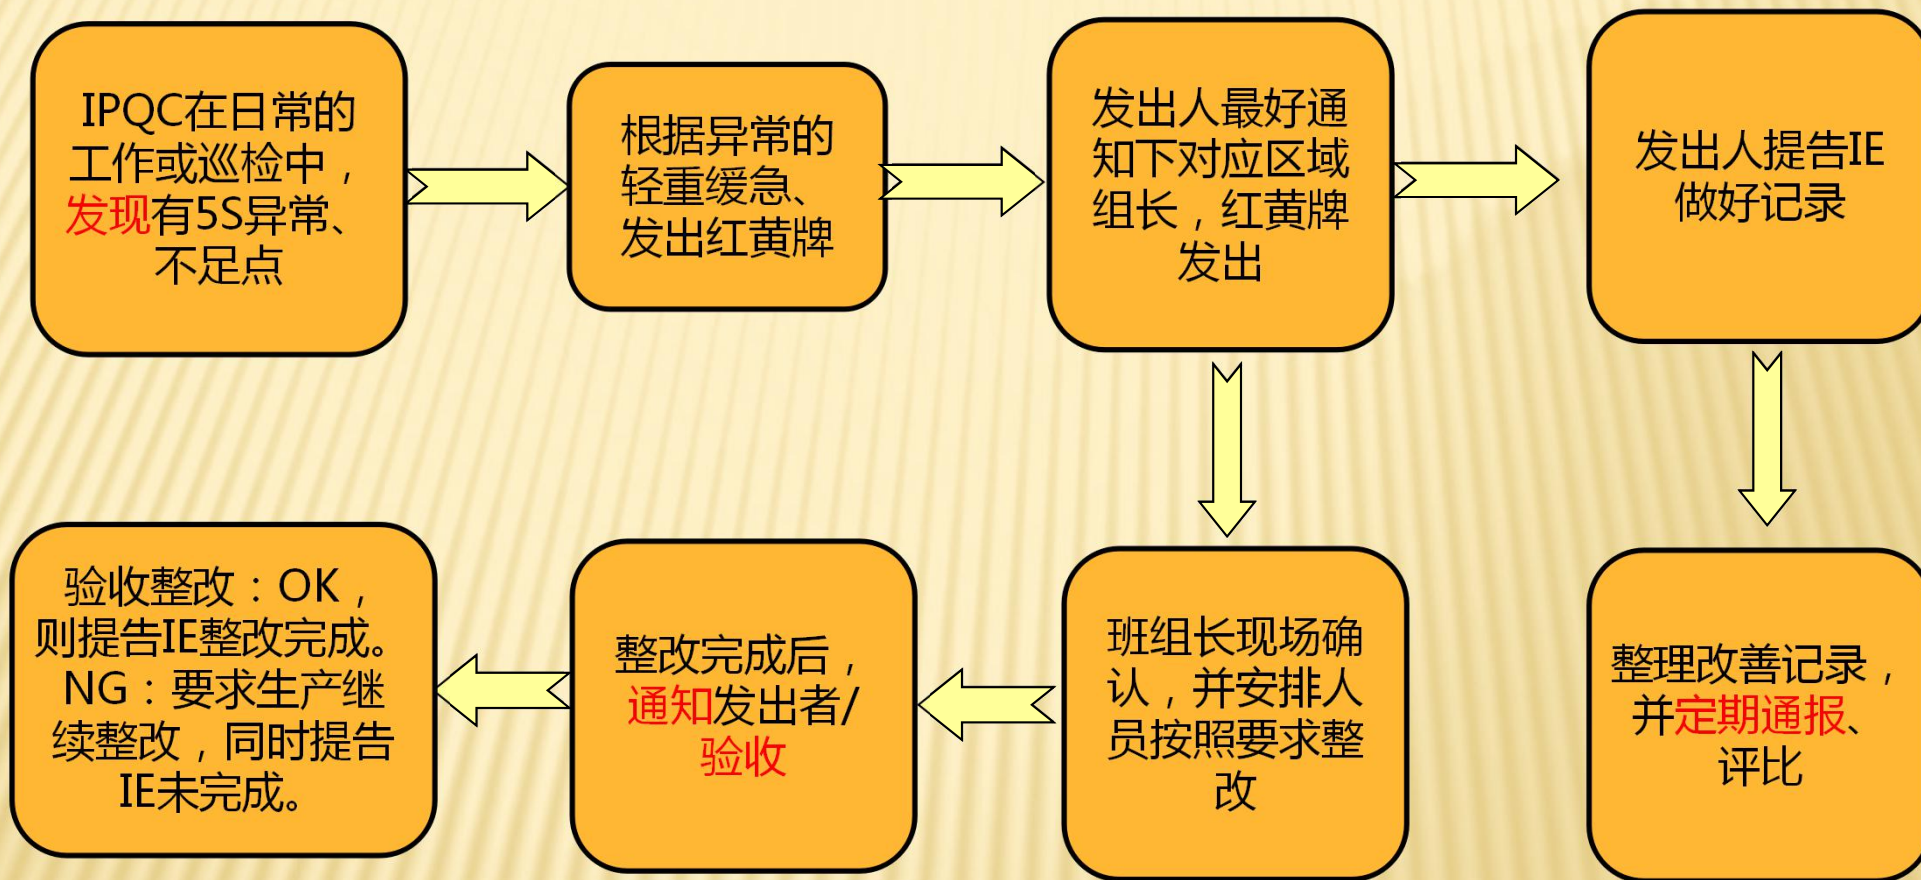 IPQC在日常的
工作或巡检中，
发现有5S异常、
不足点
根据异常的
轻重缓急、
发出红黄牌
发出人最好通
知下对应区域
组长，红黄牌
发出
发出人提告IE
做好记录
验收整改：OK，
则提告IE整改完成。
NG：要求生产继
续整改，同时提告
IE未完成。
整改完成后，
通知发出者/
验收
班组长现场确
认，并安排人
员按照要求整
改
整理改善记录，
并定期通报、
评比